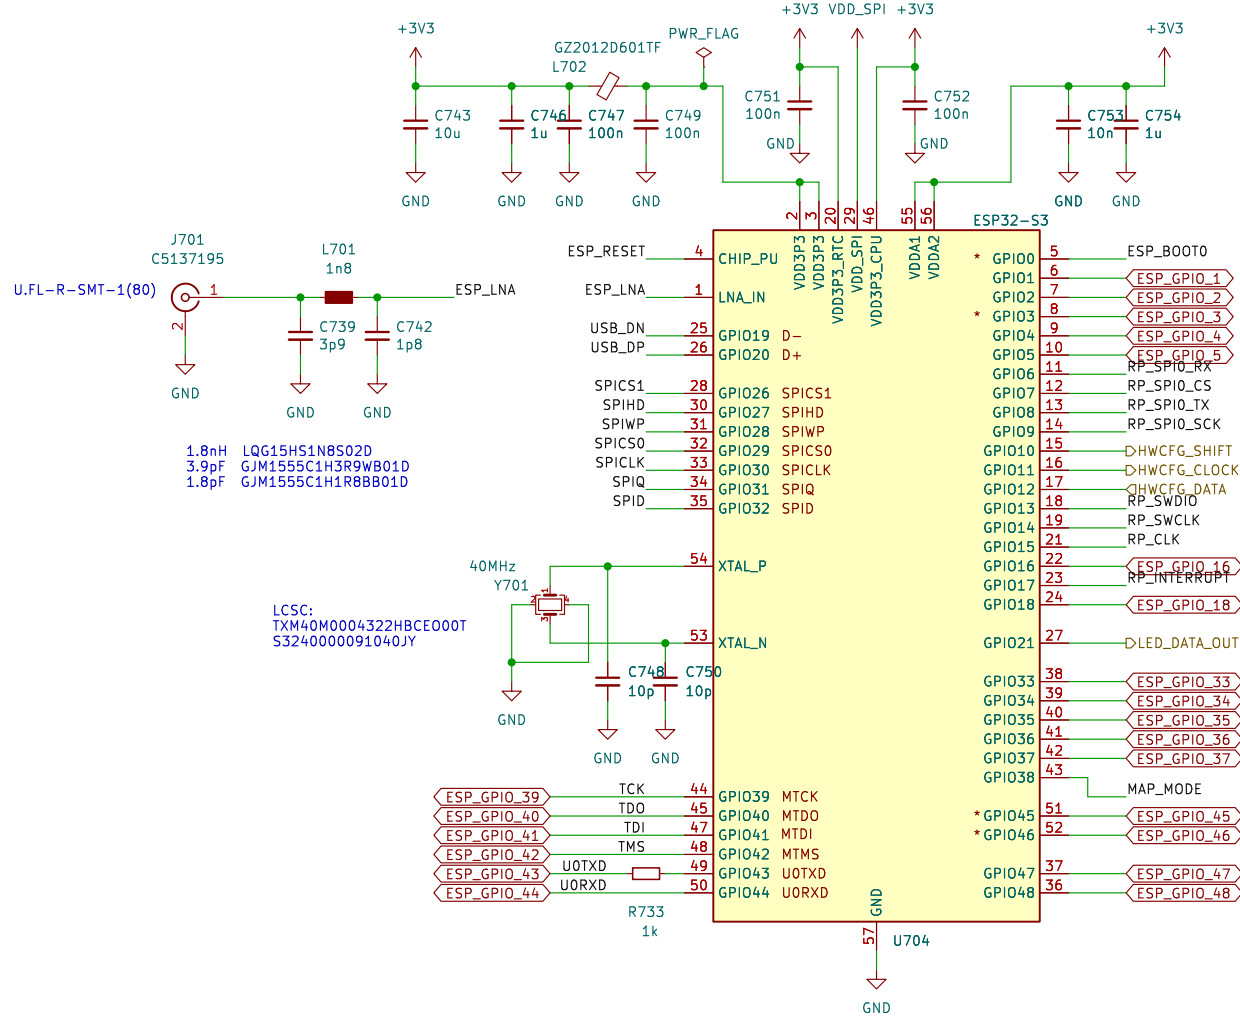 +3V3
VDD_SPI
+3V3
+3V3
+3V3
PWR_FLAG
GZ2012D601TF
L702
C743
10u
C746
1u
C747
100n
C749
100n
C751
100n
C752
100n
C753
10n
C754
1u
GND
GND
GND
GND
GND
GND
GND
GND
2
3
20
29
46
55
56
ESP32-S3
VDD3P3
VDD3P3
VDD3P3_RTC
VDD_SPI
VDD3P3_CPU
VDDA1
VDDA2
J701
C5137195
U.FL-R-SMT-1(80)
1
2
GND
L701
1n8
ESP_LNA
C739
3p9
C742
1p8
GND
GND
1.8nH LQG15HS1N8S02D
3.9pF GJM1555C1H3R9WB01D
1.8pF GJM1555C1H1R8BB01D
ESP_RESET 4 CHIP_PU
ESP_LNA 1 LNA_IN
USB_DN 25 GPIO19 D-
USB_DP 26 GPIO20 D+
SPICS1 28 GPIO26 SPICS1
SPIHD 30 GPIO27 SPIHD
SPIWP 31 GPIO28 SPIWP
SPICS0 32 GPIO29 SPICS0
SPICLK 33 GPIO30 SPICLK
SPIQ 34 GPIO31 SPIQ
SPID 35 GPIO32 SPID
54 XTAL_P
53 XTAL_N
40MHz
Y701
1
2
4
3
LCSC:
TXM40M0004322HBCEO00T
S3240000091040JY
GND
C748
10p
C750
10p
GND
GND
ESP_GPIO_39 TCK 44 GPIO39 MTCK
ESP_GPIO_40 TDO 45 GPIO40 MTDO
ESP_GPIO_41 TDI 47 GPIO41 MTDI
ESP_GPIO_42 TMS 48 GPIO42 MTMS
ESP_GPIO_43 U0TXD 49 GPIO43 U0TXD
ESP_GPIO_44 U0RXD 50 GPIO44 U0RXD
R733
1k
* GPIO0 5 ESP_BOOT0
GPIO1 6 ESP_GPIO_1
GPIO2 7 ESP_GPIO_2
* GPIO3 8 ESP_GPIO_3
GPIO4 9 ESP_GPIO_4
GPIO5 10 ESP_GPIO_5
GPIO6 11 RP_SPI0_RX
GPIO7 12 RP_SPI0_CS
GPIO8 13 RP_SPI0_TX
GPIO9 14 RP_SPI0_SCK
GPIO10 15 HWCFG_SHIFT
GPIO11 16 HWCFG_CLOCK
GPIO12 17 HWCFG_DATA
GPIO13 18 RP_SWDIO
GPIO14 19 RP_SWCLK
GPIO15 21 RP_CLK
GPIO16 22 ESP_GPIO_16
GPIO17 23 RP_INTERRUPT
GPIO18 24 ESP_GPIO_18
GPIO21 27 LED_DATA_OUT
GPIO33 38 ESP_GPIO_33
GPIO34 39 ESP_GPIO_34
GPIO35 40 ESP_GPIO_35
GPIO36 41 ESP_GPIO_36
GPIO37 42 ESP_GPIO_37
GPIO38 43 MAP_MODE
* GPIO45 51 ESP_GPIO_45
* GPIO46 52 ESP_GPIO_46
GPIO47 37 ESP_GPIO_47
GPIO48 36 ESP_GPIO_48
GND
57
U704
GND